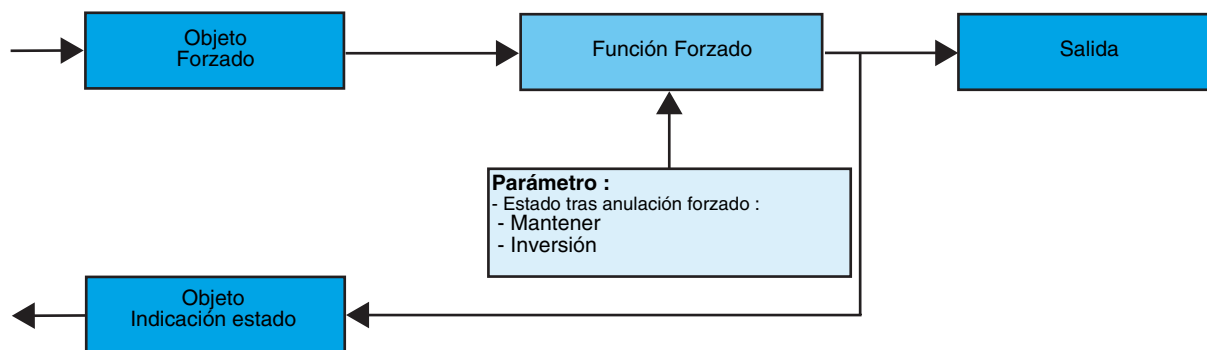 Objeto
Forzado
Función Forzado
Salida
Parámetro :
- Estado tras anulación forzado :
- Mantener
- Inversión
Objeto
Indicación estado